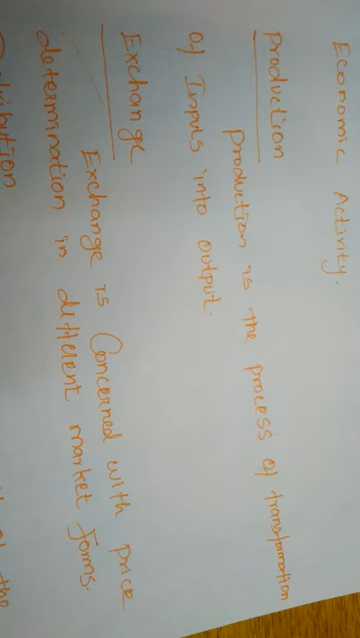 Economic Activity.
Production
Production is the process of transformation
of Inputs into output.
Exchange
Exchange is Concerned with price
determination in different market forms.